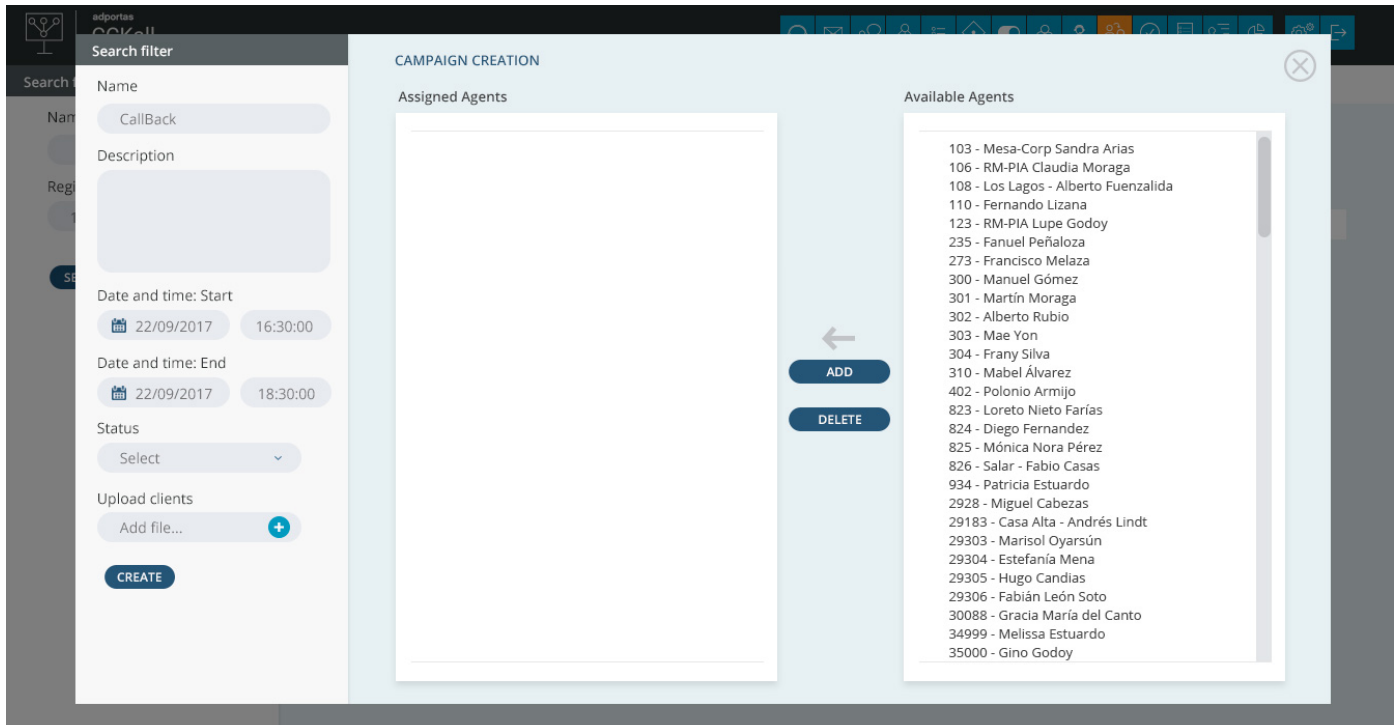 adportas
CCKall
Search filter
Name
CallBack
Description
Date and time: Start
22/09/2017 16:30:00
Date and time: End
22/09/2017 18:30:00
Status
Select
Upload clients
Add file...
CREATE
CAMPAIGN CREATION
Assigned Agents
ADD
DELETE
Available Agents
103 - Mesa-Corp Sandra Arias
106 - RM-PIA Claudia Moraga
108 - Los Lagos - Alberto Fuenzalida
110 - Fernando Lizana
123 - RM-PIA Lupe Godoy
235 - Fanuel Peñaloza
273 - Francisco Melaza
300 - Manuel Gómez
301 - Martín Moraga
302 - Alberto Rubio
303 - Mae Yon
304 - Frany Silva
310 - Mabel Álvarez
402 - Polonio Armijo
823 - Loreto Nieto Farías
824 - Diego Fernandez
825 - Mónica Nora Pérez
826 - Salar - Fabio Casas
934 - Patricia Estuardo
2928 - Miguel Cabezas
29183 - Casa Alta - Andrés Lindt
29303 - Marisol Oyarsún
29304 - Estefanía Mena
29305 - Hugo Candias
29306 - Fabián León Soto
30088 - Gracia María del Canto
34999 - Melissa Estuardo
35000 - Gino Godoy
Search